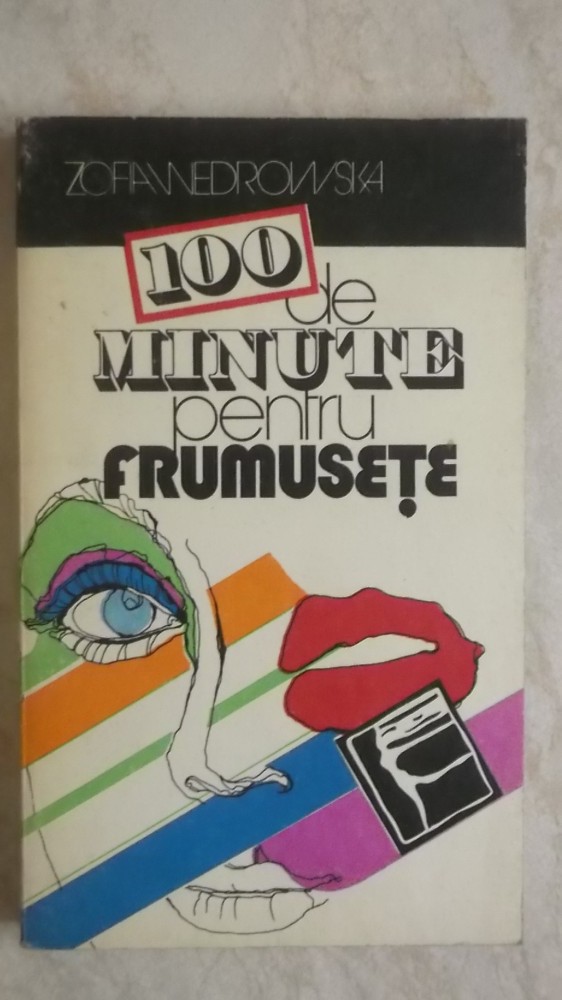 ZOFIA WEDROWSKA
100
de
MINUTE
pentru
FRUMUSEȚE